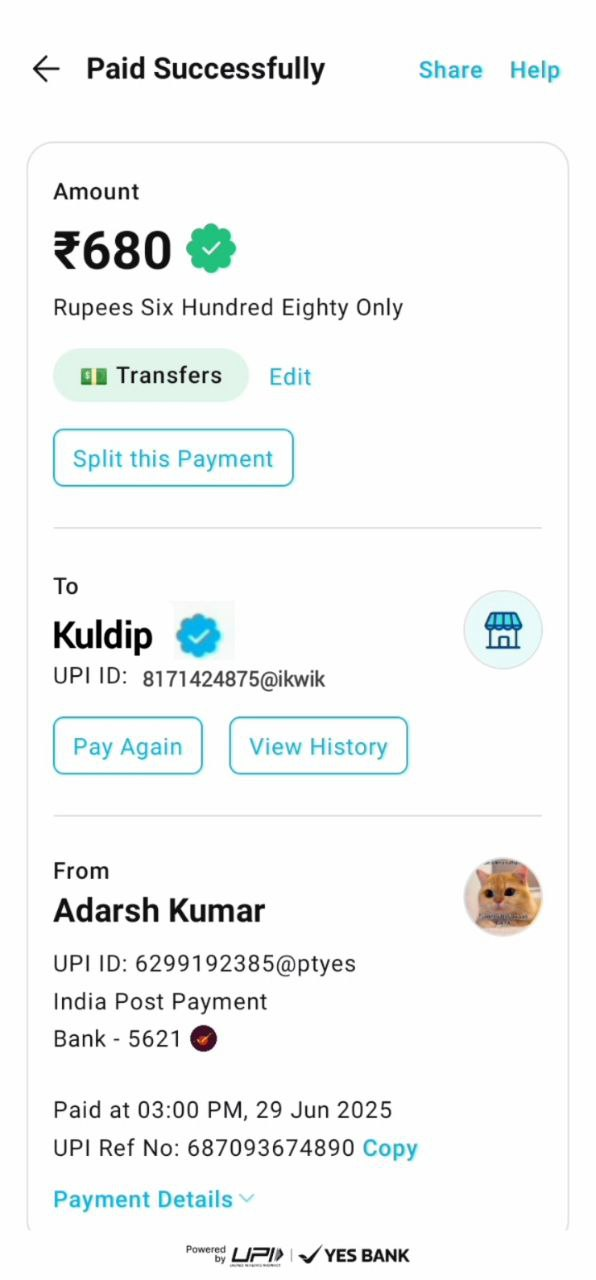 Paid Successfully Share Help
Amount
₹680
Rupees Six Hundred Eighty Only
Transfers Edit
Split this Payment
To
Kuldip
UPI ID: 8171424875@ikwik
Pay Again View History
From
Adarsh Kumar
UPI ID: 6299192385@ptyes
India Post Payment
Bank - 5621
Paid at 03:00 PM, 29 Jun 2025
UPI Ref No: 687093674890 Copy
Payment Details
Powered by UPI | YES BANK